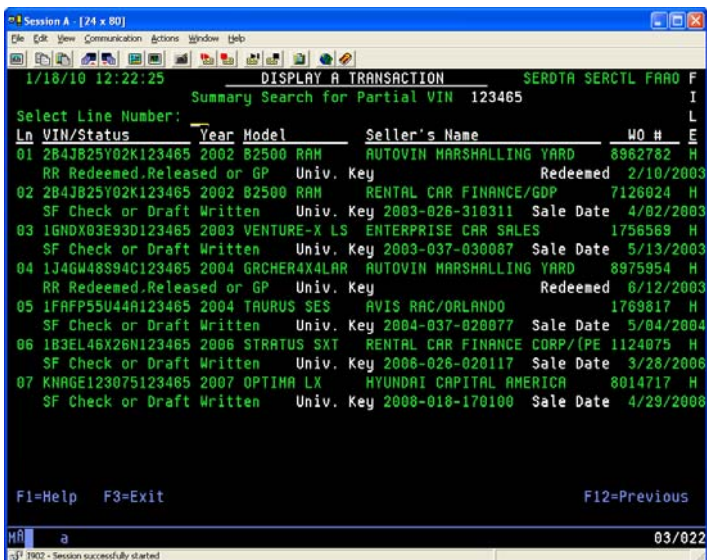 Session A - [24 x 80]
File Edit View Communication Actions Window Help
1/18/10 12:22:25 DISPLAY A TRANSACTION SERDTA SERCTL FAAO F
Summary Search for Partial VIN 123465 I
Select Line Number: L
Ln VIN/Status Year Model Seller's Name WO # E
01 2B4JB25Y02K123465 2002 B2500 RAM AUTOVIN MARSHALLING YARD 8962782 H
RR Redeemed,Released or GP Univ. Key Redeemed 2/10/2003
02 2B4JB25Y02K123465 2002 B2500 RAM RENTAL CAR FINANCE/GDP 7126024 H
SF Check or Draft Written Univ. Key 2003-026-310311 Sale Date 4/02/2003
03 1GNDX03E93D123465 2003 VENTURE-X LS ENTERPRISE CAR SALES 1756569 H
SF Check or Draft Written Univ. Key 2003-037-030087 Sale Date 5/13/2003
04 1J4GW48S94C123465 2004 GRCHER4X4LAR AUTOVIN MARSHALLING YARD 8975954 H
RR Redeemed,Released or GP Univ. Key Redeemed 6/12/2003
05 1FAFP55U44A123465 2004 TAURUS SES AVIS RAC/ORLANDO 1769817 H
SF Check or Draft Written Univ. Key 2004-037-020077 Sale Date 5/04/2004
06 1B3EL46X26N123465 2006 STRATUS SXT RENTAL CAR FINANCE CORP/(PE 1124075 H
SF Check or Draft Written Univ. Key 2006-026-020117 Sale Date 3/28/2006
07 KNAGE123075123465 2007 OPTIMA LX HYUNDAI CAPITAL AMERICA 8014717 H
SF Check or Draft Written Univ. Key 2008-018-170100 Sale Date 4/29/2008
F1=Help F3=Exit F12=Previous
MA a 03/022
I902 - Session successfully started